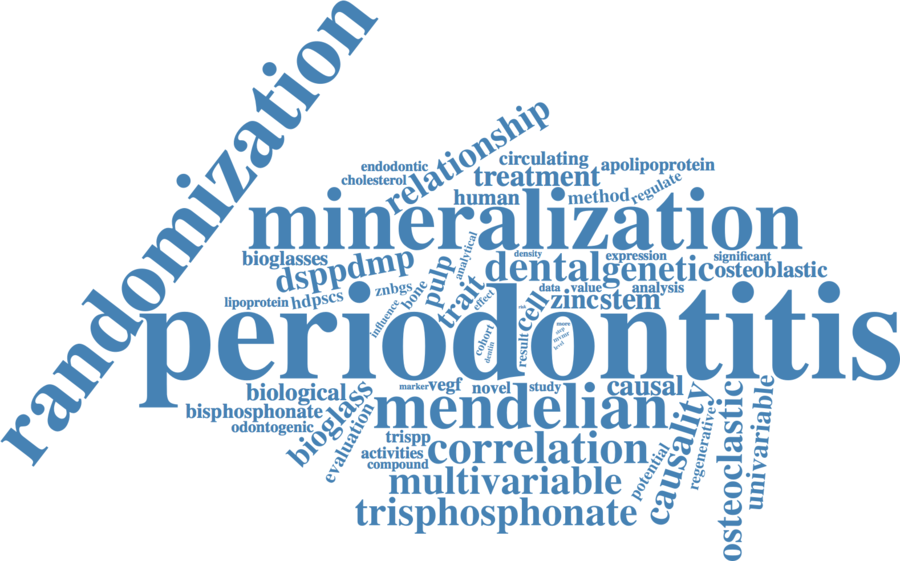 randomization
relationship
endodontic
circulating
apolipoprotein
cholesterol
treatment
human
method
regulate
mineralization
bioglasses
analytical
density
expression
significant
dsppdmp
pulp
dental
genetic
osteoblastic
lipoprotein
hdpscs
znbgs
bone
trait
effect
data
value
analysis
cell
zinc
stem
influence
periodontitis
cohort
dentin
result
biological
marker
vegf
novel
study
causal
bisphosphonate
bioglass
mendelian
odontogenic
evaluation
trispp
activities
compound
correlation
potential
causality
regenerative
osteoclastic
univariable
multivariable
trisphosphonate